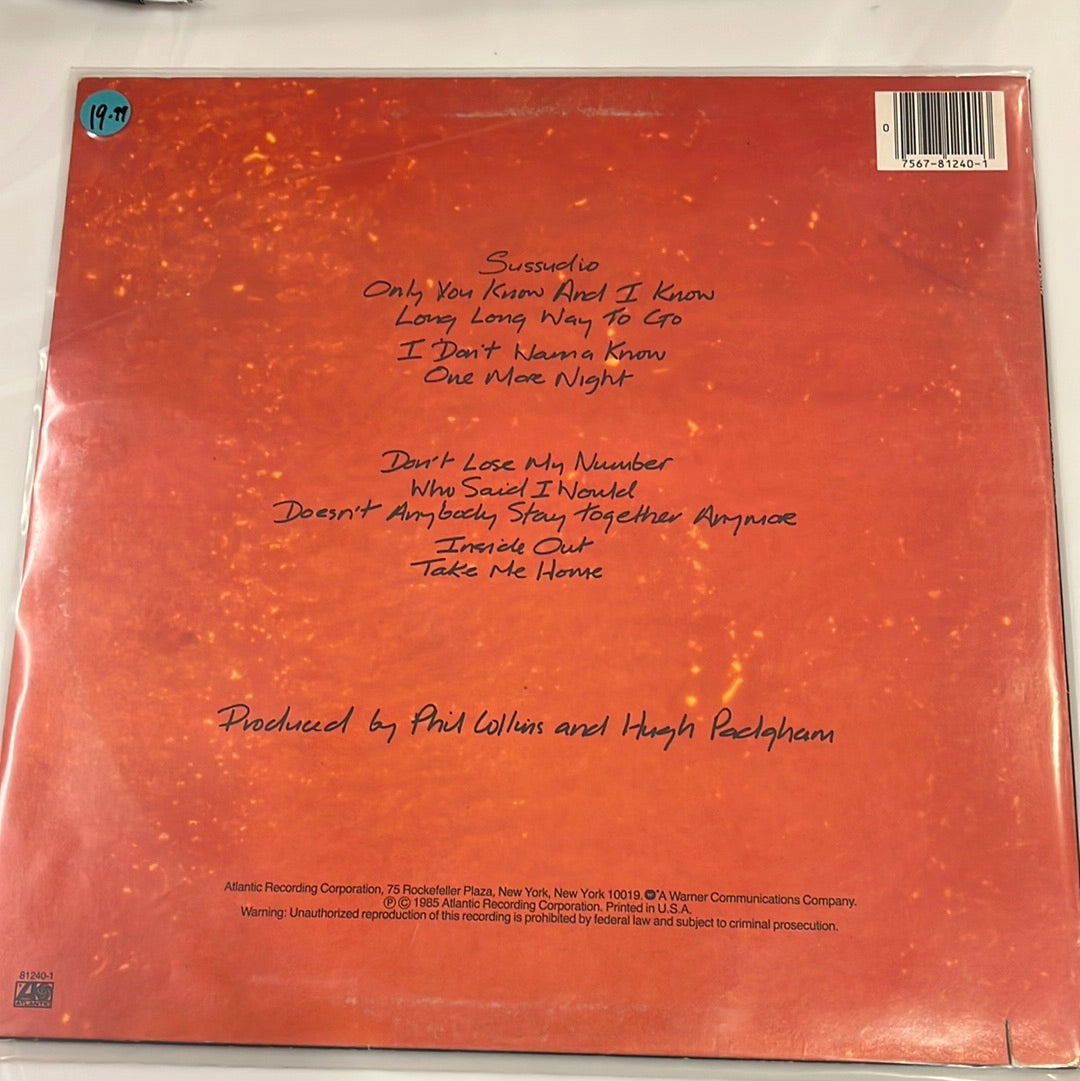 19.99
0
7567-81240-1
Sussudio
Only You Know And I Know
Long Long Way To Go
I Don't Wanna Know
One More Night
Don't Lose My Number
Who Said I Would
Doesn't Anybody Stay Together Anymore
Inside Out
Take Me Home
Produced by Phil Collins and Hugh Padgham
Atlantic Recording Corporation, 75 Rockefeller Plaza, New York, New York 10019. A Warner Communications Company.
℗ © 1985 Atlantic Recording Corporation. Printed in U.S.A.
Warning: Unauthorized reproduction of this recording is prohibited by federal law and subject to criminal prosecution.
81240-1
ATLANTIC